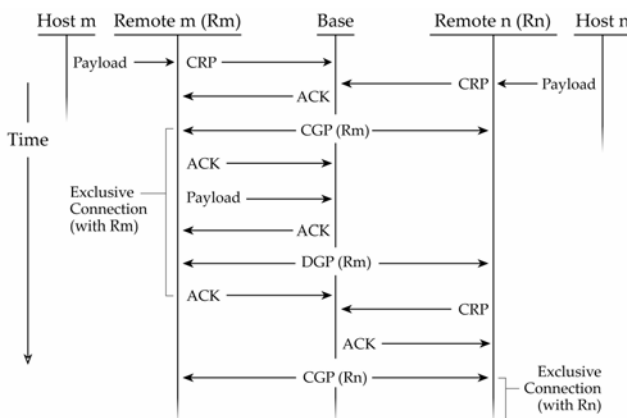 Host m Remote m (Rm) Base Remote n (Rn) Host n
Payload CRP
CRP Payload
ACK
Time
CGP (Rm)
ACK
Exclusive
Connection
(with Rm)
Payload
ACK
DGP (Rm)
ACK
CRP
ACK
CGP (Rn)
Exclusive
Connection
(with Rn)